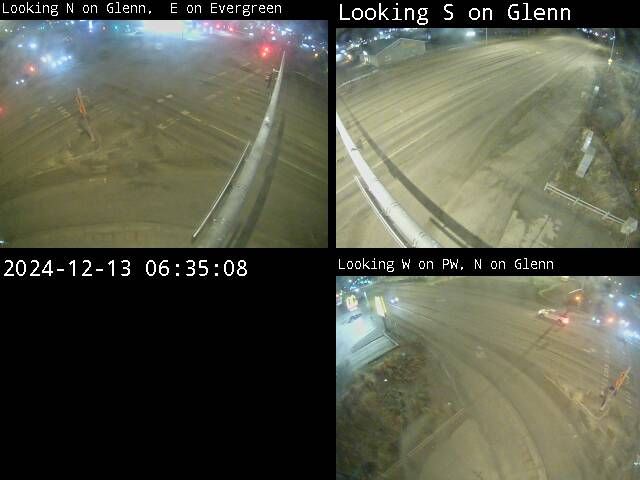 Looking N on Glenn, E on Evergreen
Looking S on Glenn
2024-12-13 06:35:08
Looking W on PW, N on Glenn